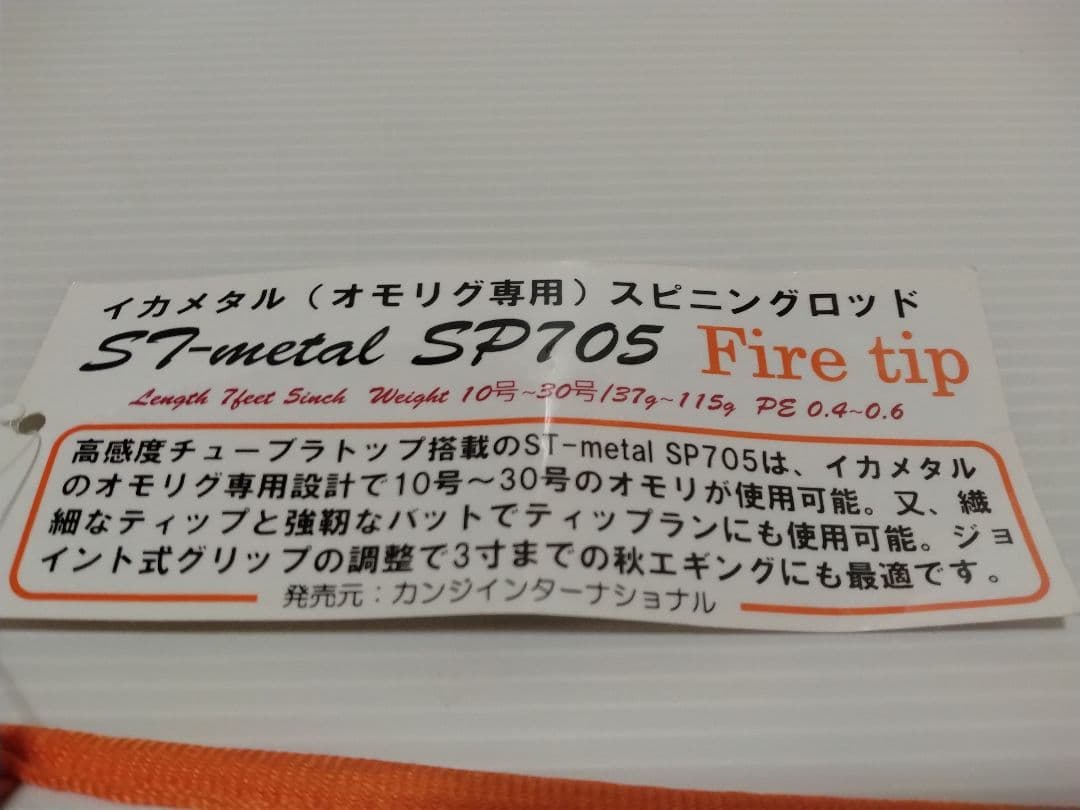 イカメタル（オモリグ専用）スピニングロッド
ST-metal SP705 Fire tip
Length 7feet 5inch Weight 10号~30号/37g~115g PE 0.4~0.6
高感度チューブラトップ搭載のST-metal SP705は、イカメタル
のオモリグ専用設計で10号～30号のオモリが使用可能。又、繊
細なティップと強靭なバットでティップランにも使用可能。ジョ
イント式グリップの調整で3寸までの秋エギングにも最適です。
発売元：カンジインターナショナル